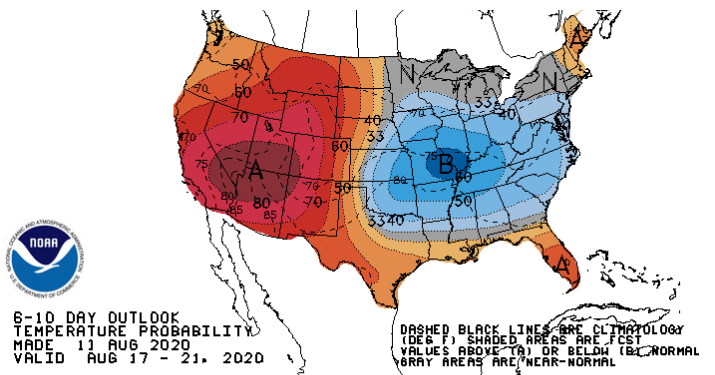 A
50
N
N
70
60
33
70
40
70
40
33
70
60
75
75
A
B
80
60
70
50
80
80
70
50
85
85
33
40
A
NATIONAL OCEANIC AND ATMOSPHERIC ADMINISTRATION
NOAA
U.S. DEPARTMENT OF COMMERCE
6-10 DAY OUTLOOK
TEMPERATURE PROBABILITY
MADE 11 AUG 2020
VALID AUG 17 - 21, 2020
DASHED BLACK LINES ARE CLIMATOLOGY
(DEG F) SHADED AREAS ARE FCST
VALUES ABOVE (A) OR BELOW (B) NORMAL
GRAY AREAS ARE NEAR-NORMAL